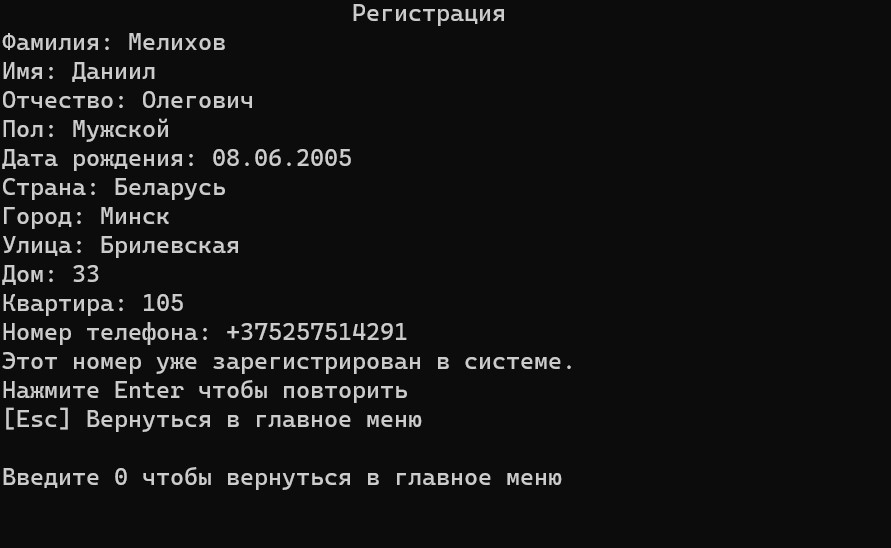 Регистрация
Фамилия: Мелихов
Имя: Даниил
Отчество: Олегович
Пол: Мужской
Дата рождения: 08.06.2005
Страна: Беларусь
Город: Минск
Улица: Брилевская
Дом: 33
Квартира: 105
Номер телефона: +375257514291
Этот номер уже зарегистрирован в системе.
Нажмите Enter чтобы повторить
[Esc] Вернуться в главное меню
Введите 0 чтобы вернуться в главное меню